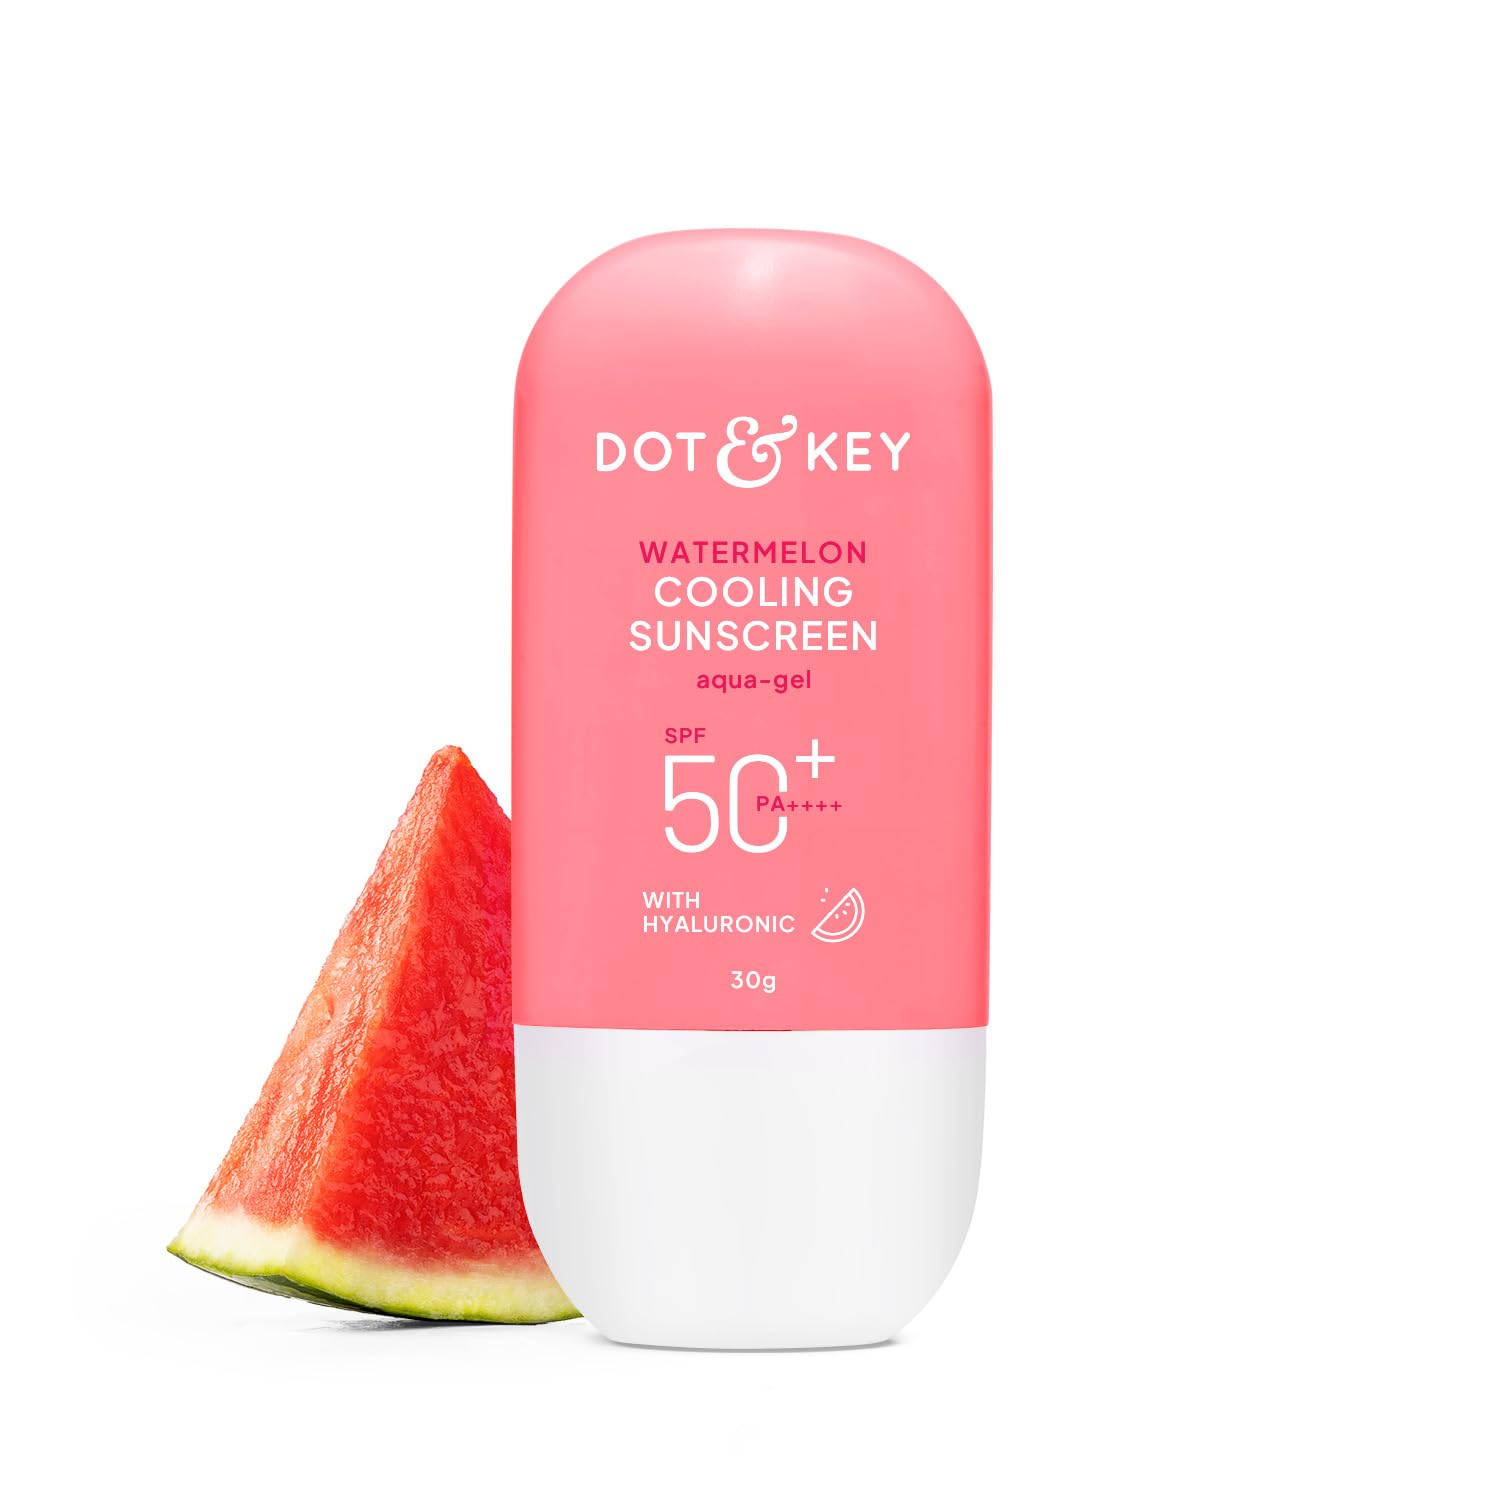 DOT & KEY
WATERMELON
COOLING
SUNSCREEN
aqua-gel
SPF
50+
PA++++
WITH
HYALURONIC
30g